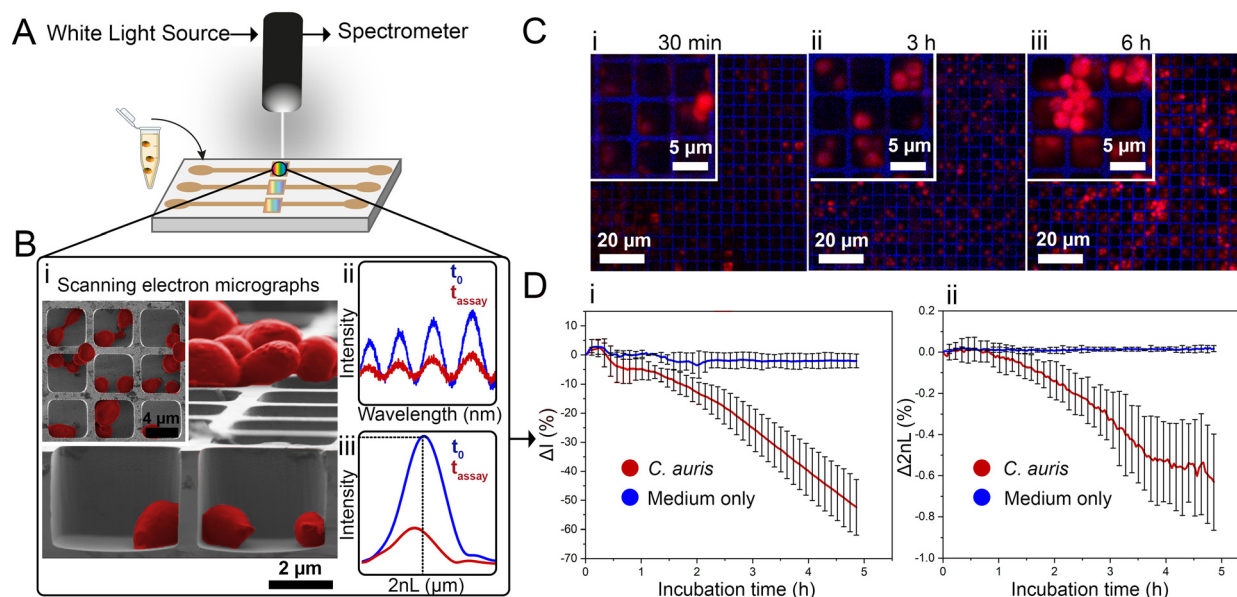 A
White Light Source
Spectrometer
B
i
Scanning electron micrographs
4 µm
2 µm
ii
t0
tassay
Intensity
Wavelength (nm)
iii
t0
tassay
Intensity
2nL (µm)
C
i
30 min
5 µm
20 µm
ii
3 h
5 µm
20 µm
iii
6 h
5 µm
20 µm
D
i
10
0
-10
-20
-30
-40
-50
-60
-70
ΔI (%)
C. auris
Medium only
0 1 2 3 4 5
Incubation time (h)
ii
0.2
0.0
-0.2
-0.4
-0.6
-0.8
-1.0
Δ2nL (%)
C. auris
Medium only
0 1 2 3 4 5
Incubation time (h)